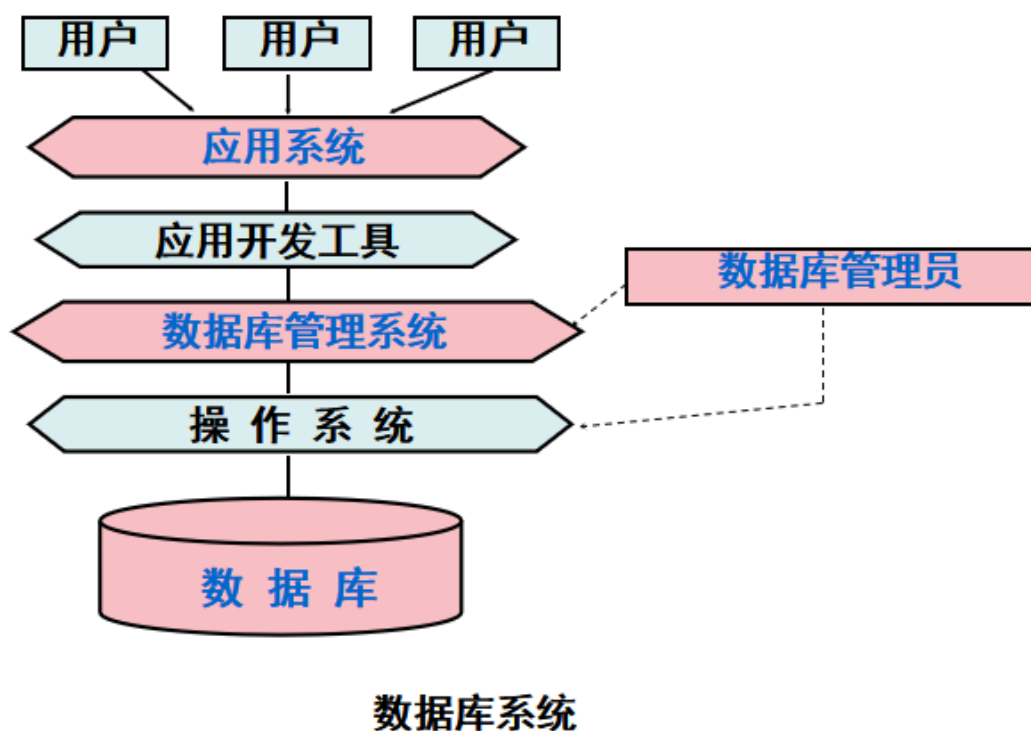 用户 用户 用户
应用系统
应用开发工具
数据库管理员
数据库管理系统
操 作 系 统
数 据 库
数据库系统